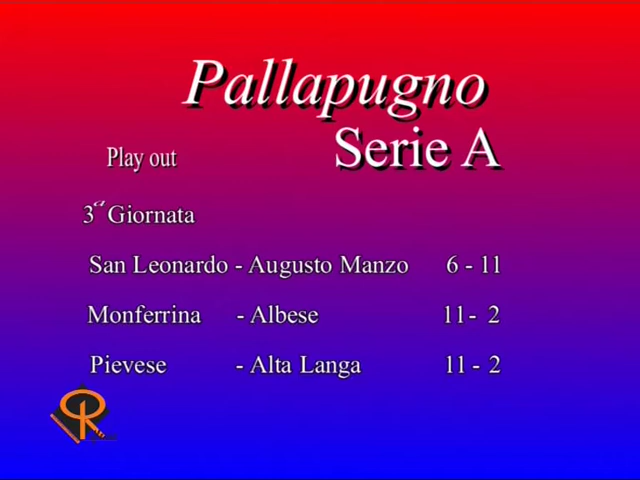 Pallapugno
Serie A
Play out
3ª Giornata
San Leonardo - Augusto Manzo 6 - 11
Monferrina - Albese 11 - 2
Pievese - Alta Langa 11 - 2